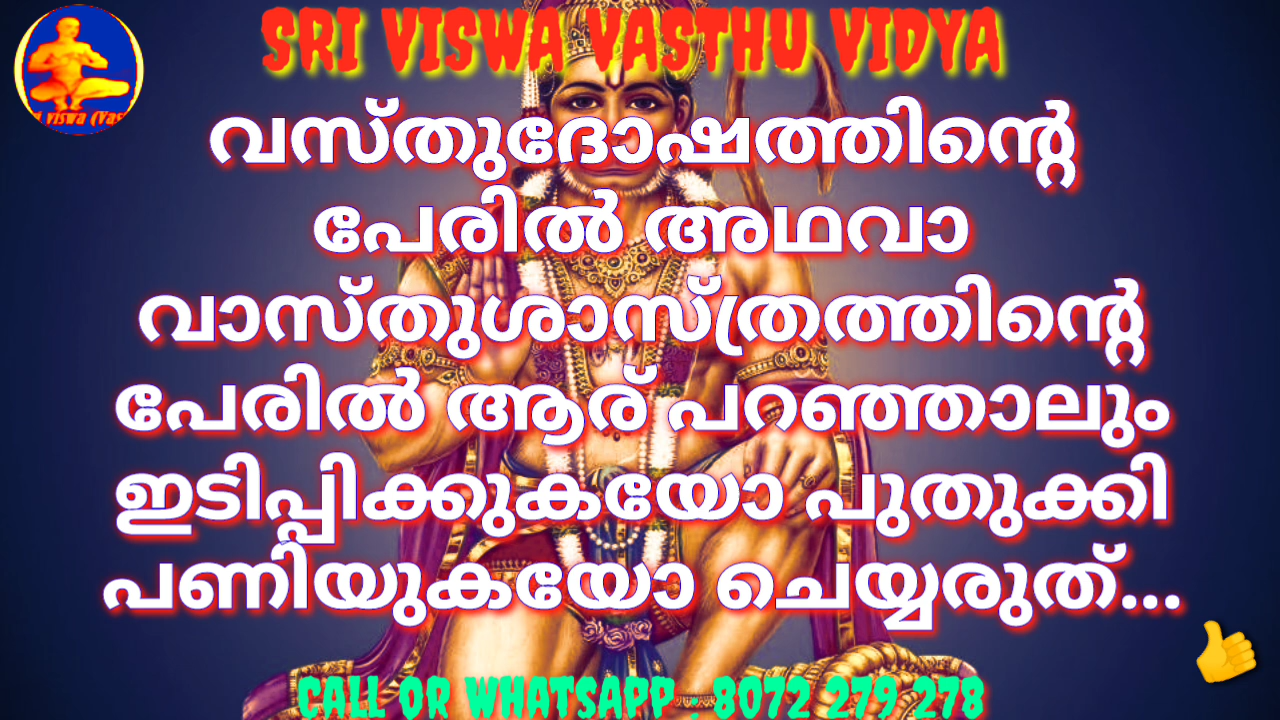 SRI VISWA VASTHU VIDYA
വസ്തുദോഷത്തിന്റെ
പേരിൽ അഥവാ
വാസ്തുശാസ്ത്രത്തിന്റെ
പേരിൽ ആര് പറഞ്ഞാലും
ഇടിപ്പിക്കുകയോ പുതുക്കി
പണിയുകയോ ചെയ്യരുത്...
CALL OR WHATSAPP : 8072 279 278